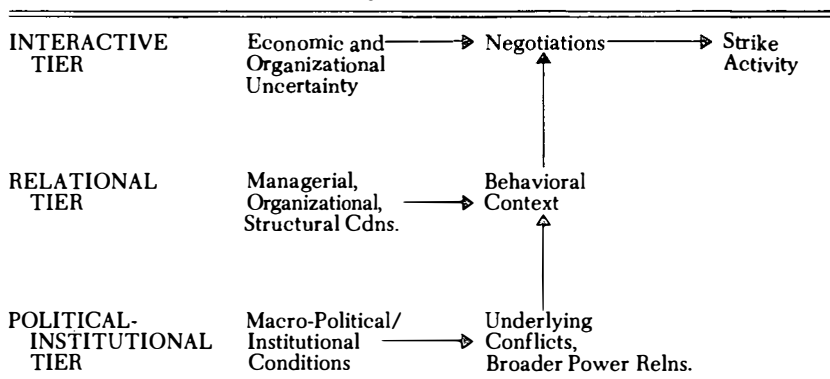 INTERACTIVE TIER
Economic and Organizational Uncertainty
Negotiations
Strike Activity
RELATIONAL TIER
Managerial, Organizational, Structural Cdns.
Behavioral Context
POLITICAL-INSTITUTIONAL TIER
Macro-Political/Institutional Conditions
Underlying Conflicts, Broader Power Relns.